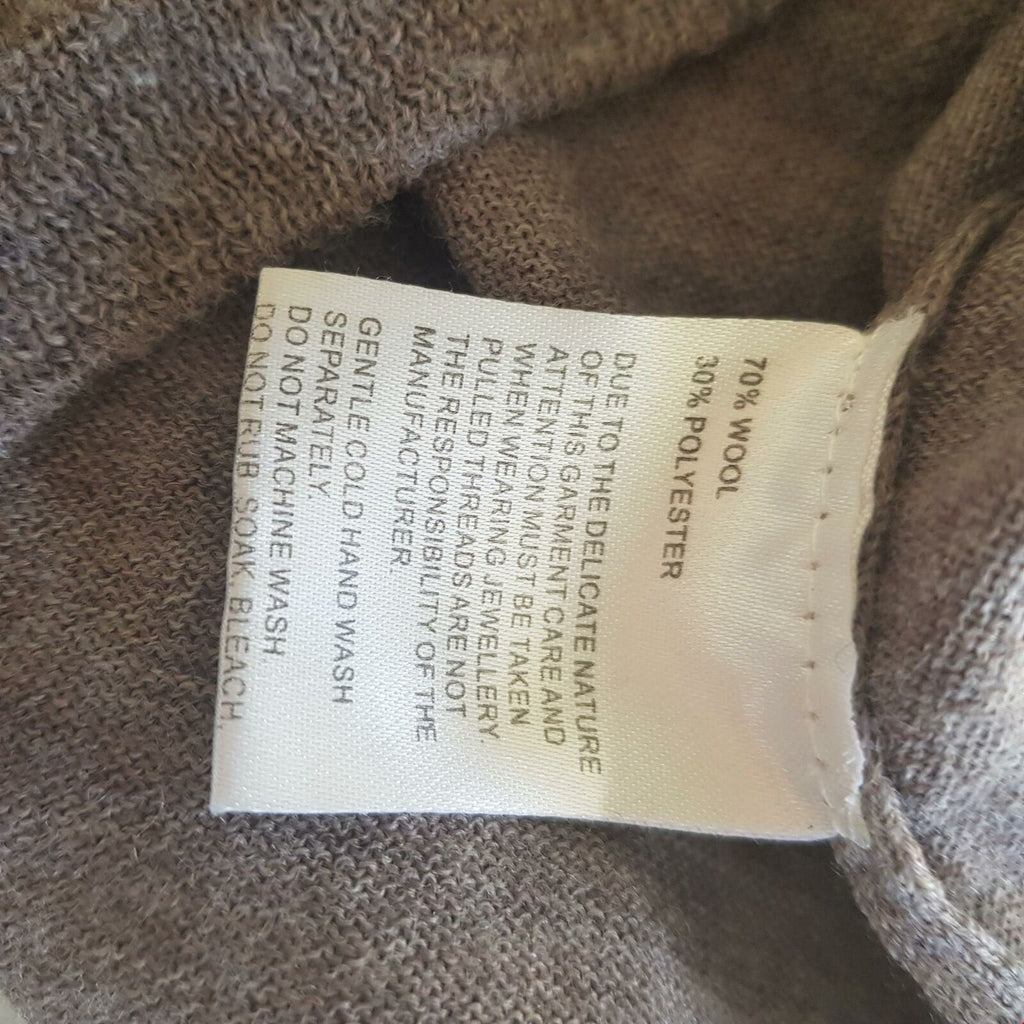 70% WOOL
30% POLYESTER
DUE TO THE DELICATE NATURE
OF THIS GARMENT CARE AND
ATTENTION MUST BE TAKEN
WHEN WEARING JEWELLERY.
PULLED THREADS ARE NOT
THE RESPONSIBILITY OF THE
MANUFACTURER.
GENTLE COLD HAND WASH
SEPARATELY.
DO NOT MACHINE WASH.
DO NOT RUB, SOAK, BLEACH,